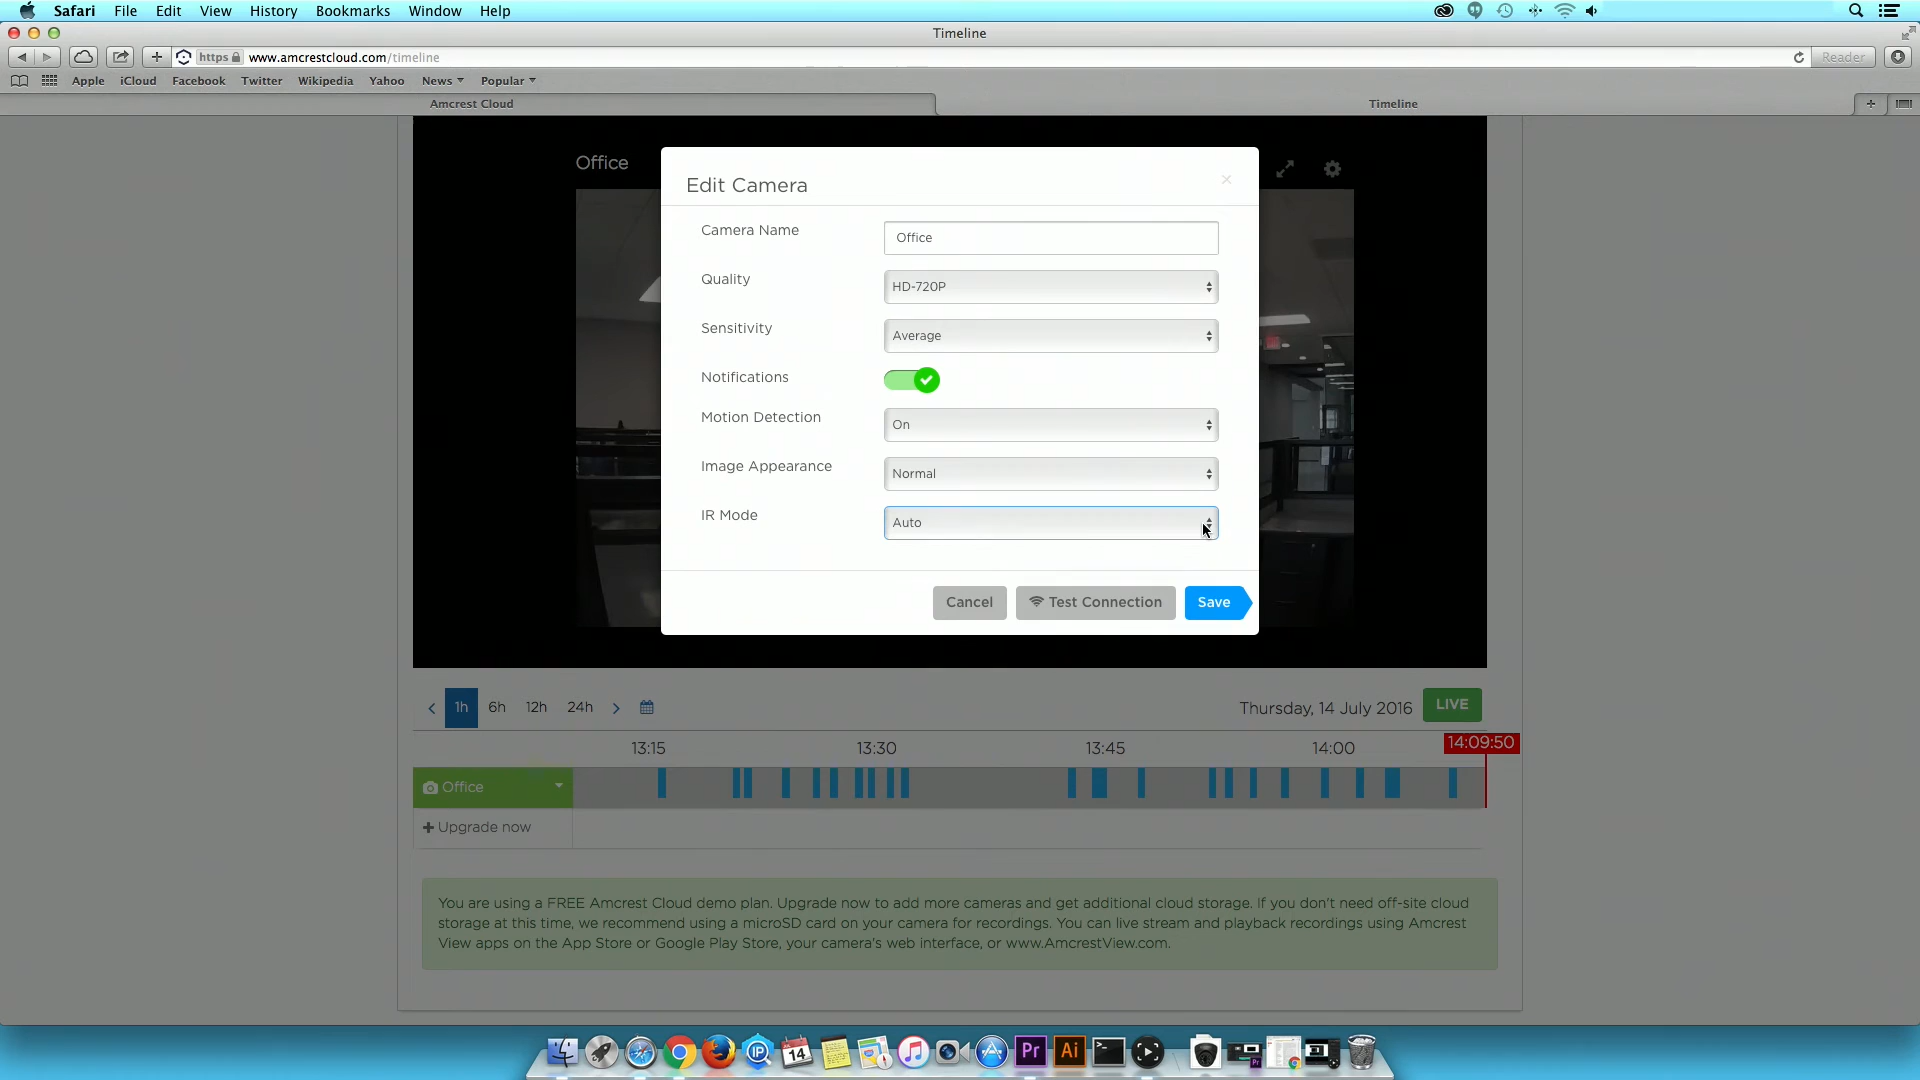 Safari File Edit View History Bookmarks Window Help
Timeline
https www.amcrestcloud.com/timeline
Reader
Apple iCloud Facebook Twitter Wikipedia Yahoo News Popular
Amcrest Cloud Timeline
Office
Edit Camera
Camera Name Office
Quality HD-720P
Sensitivity Average
Notifications
Motion Detection On
Image Appearance Normal
IR Mode Auto
Cancel Test Connection Save
1h 6h 12h 24h Thursday, 14 July 2016 LIVE
13:15 13:30 13:45 14:00 14:09:50
Office
Upgrade now
You are using a FREE Amcrest Cloud demo plan. Upgrade now to add more cameras and get additional cloud storage. If you don't need off-site cloud
storage at this time, we recommend using a microSD card on your camera for recordings. You can live stream and playback recordings using Amcrest
View apps on the App Store or Google Play Store, your camera's web interface, or www.AmcrestView.com.
IP JUL 14 Pr Ai